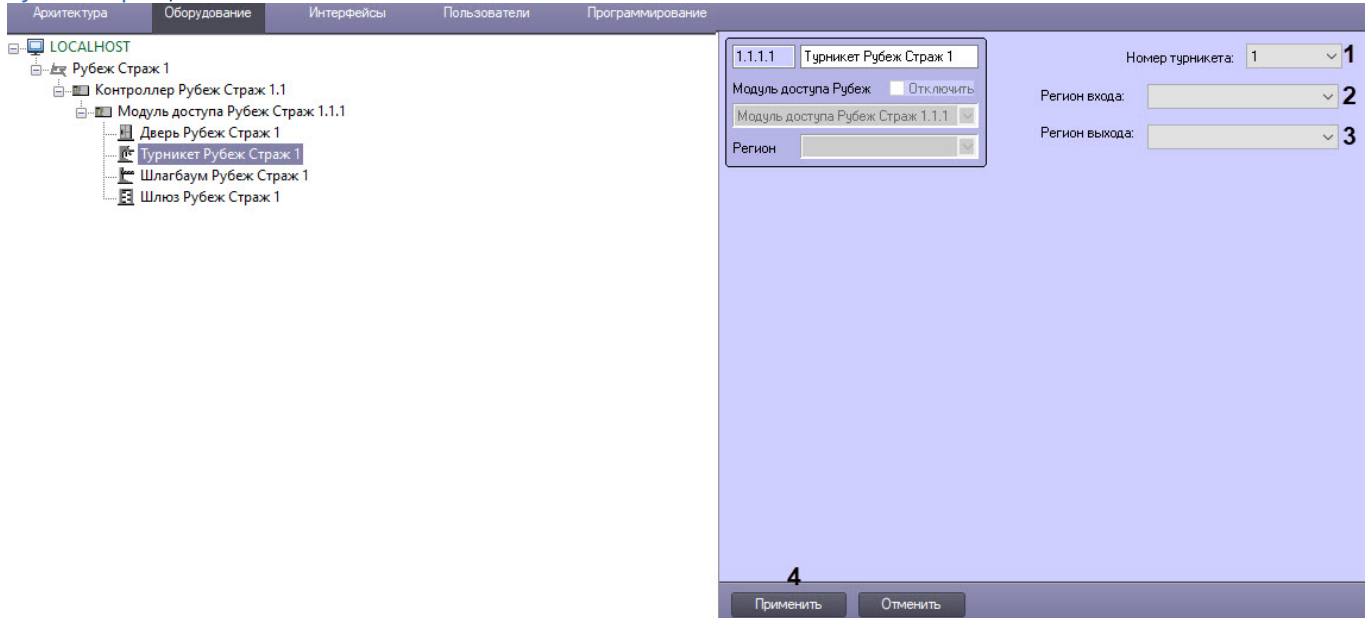 Архитектура Оборудование Интерфейсы Пользователи Программирование
LOCALHOST
Рубеж Страж 1
Контроллер Рубеж Страж 1.1
Модуль доступа Рубеж Страж 1.1.1
Дверь Рубеж Страж 1
Турникет Рубеж Страж 1
Шлагбаум Рубеж Страж 1
Шлюз Рубеж Страж 1
1.1.1.1 Турникет Рубеж Страж 1
Модуль доступа Рубеж Отключить
Модуль доступа Рубеж Страж 1.1.1
Регион
Номер турникета: 1 1
Регион входа: 2
Регион выхода: 3
4
Применить Отменить